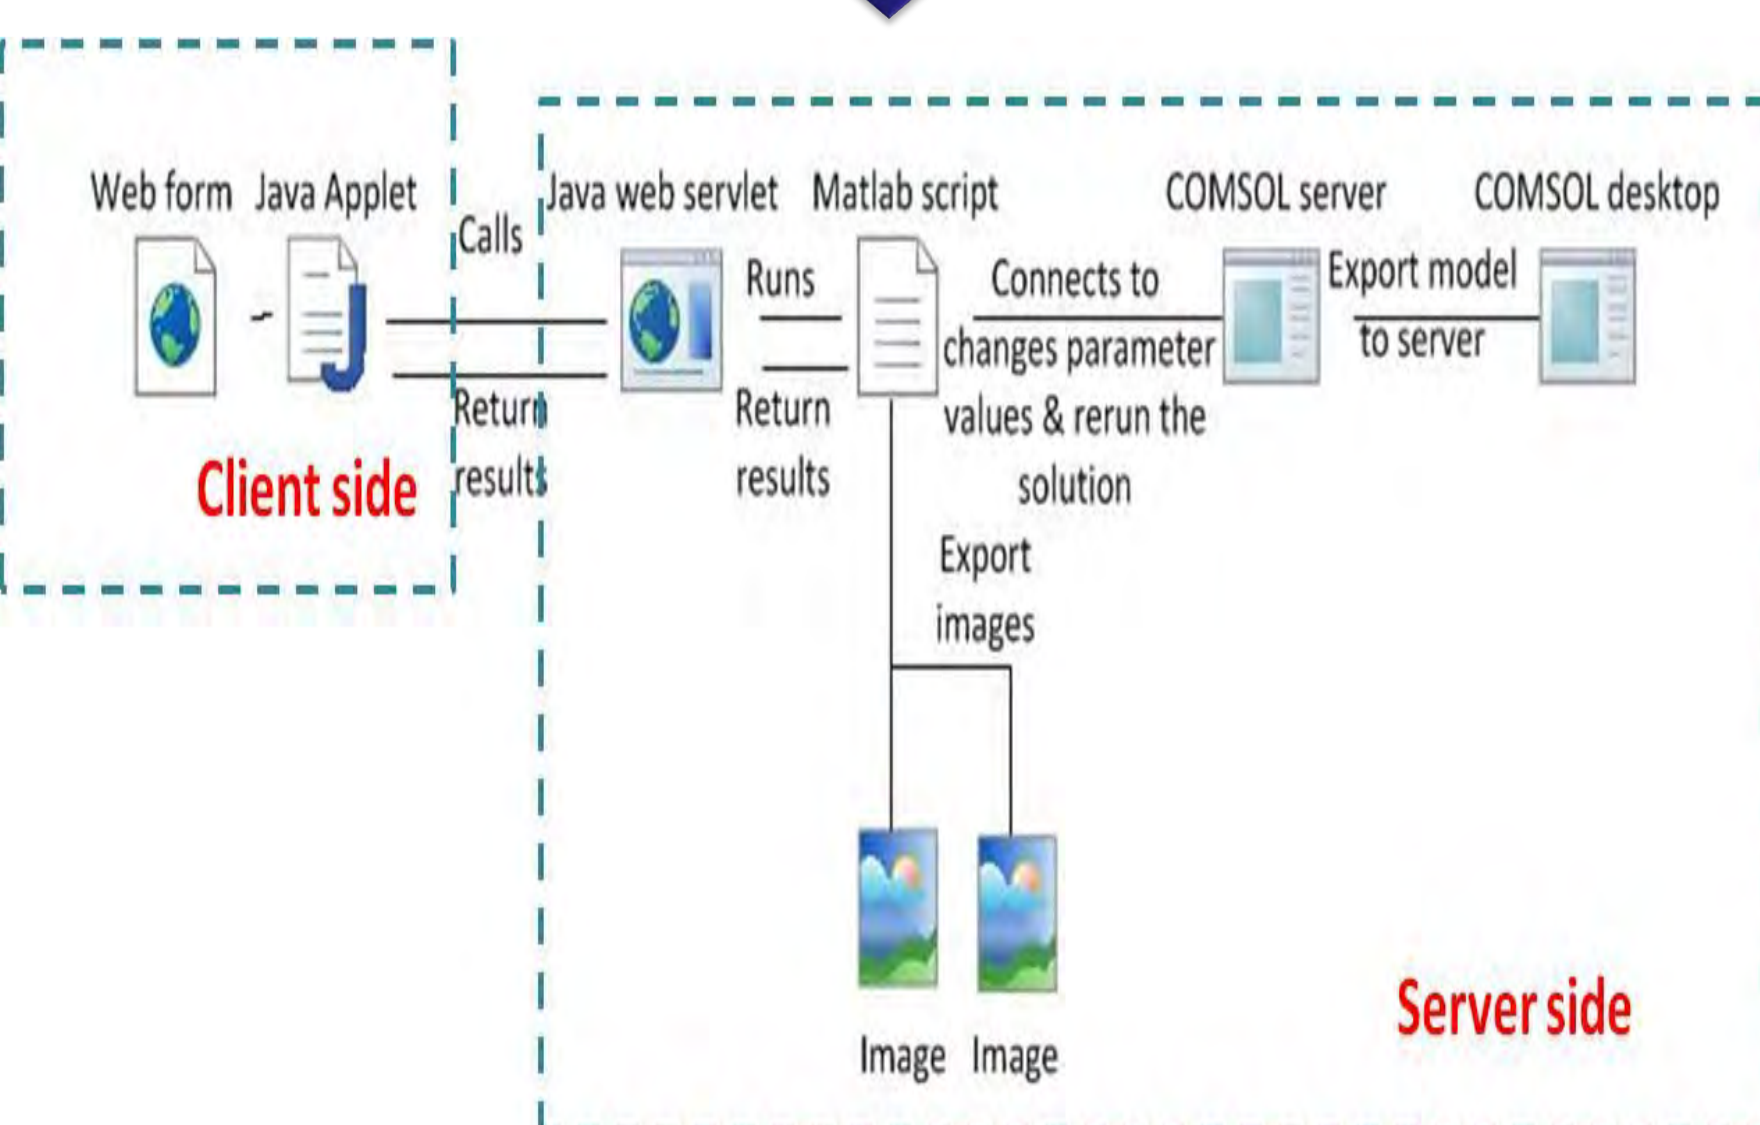 Web form
Java Applet
Calls
Return
results
Client side
Java web servlet
Runs
Return
results
Matlab script
Connects to
changes parameter
values & rerun the
solution
COMSOL server
Export model
to server
COMSOL desktop
Export
images
Image
Image
Server side